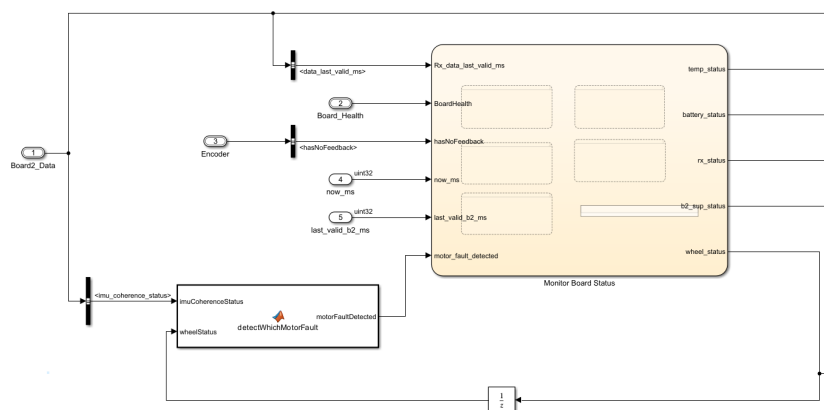 <data_last_valid_ms>
Rx_data_last_valid_ms
temp_status
2
Board_Health
BoardHealth
battery_status
1
Board2_Data
3
Encoder
<hasNoFeedback>
hasNoFeedback
rx_status
4
uint32
now_ms
now_ms
5
uint32
last_valid_b2_ms
last_valid_b2_ms
b2_sup_status
motor_fault_detected
wheel_status
Monitor Board Status
<imu_coherence_status>
imuCoherenceStatus
wheelStatus
detectWhichMotorFault
motorFaultDetected
1
z